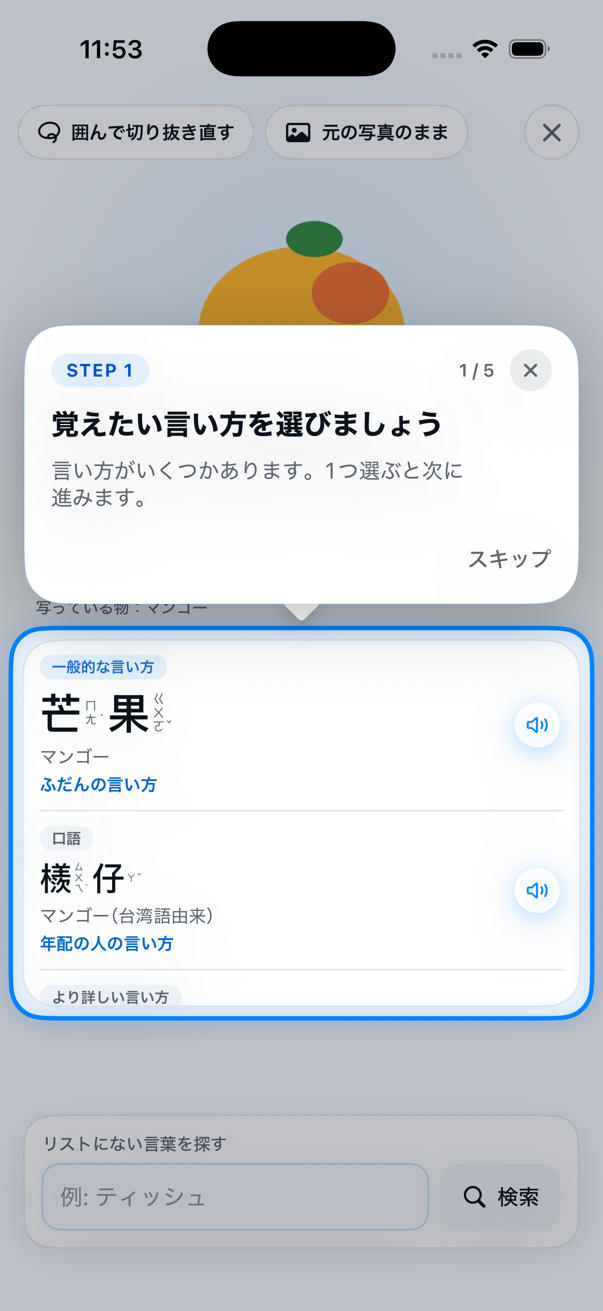 11:53
囲んで切り抜き直す
元の写真のまま
STEP 1
1 / 5
覚えたい言い方を選びましょう
言い方がいくつかあります。1つ選ぶと次に
進みます。
スキップ
写っている物：マンゴー
一般的な言い方
芒ㄇㄤˊ果ㄍㄨㄛˇ
マンゴー
ふだんの言い方
口語
檨ㄙㄨㄟˋ仔ㄚˇ
マンゴー(台湾語由来)
年配の人の言い方
より詳しい言い方
リストにない言葉を探す
例: ティッシュ
検索